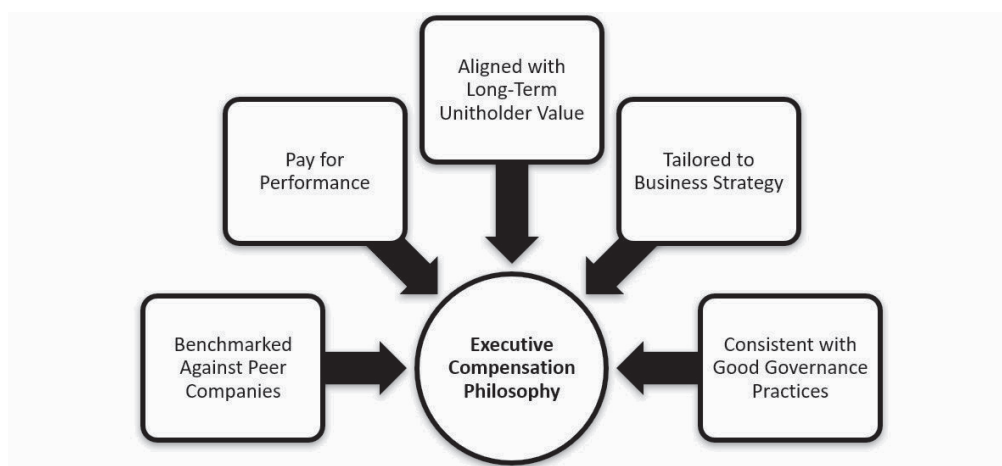 Aligned with
Long-Term
Unitholder Value
Pay for
Performance
Tailored to
Business Strategy
Benchmarked
Against Peer
Companies
Executive
Compensation
Philosophy
Consistent with
Good Governance
Practices